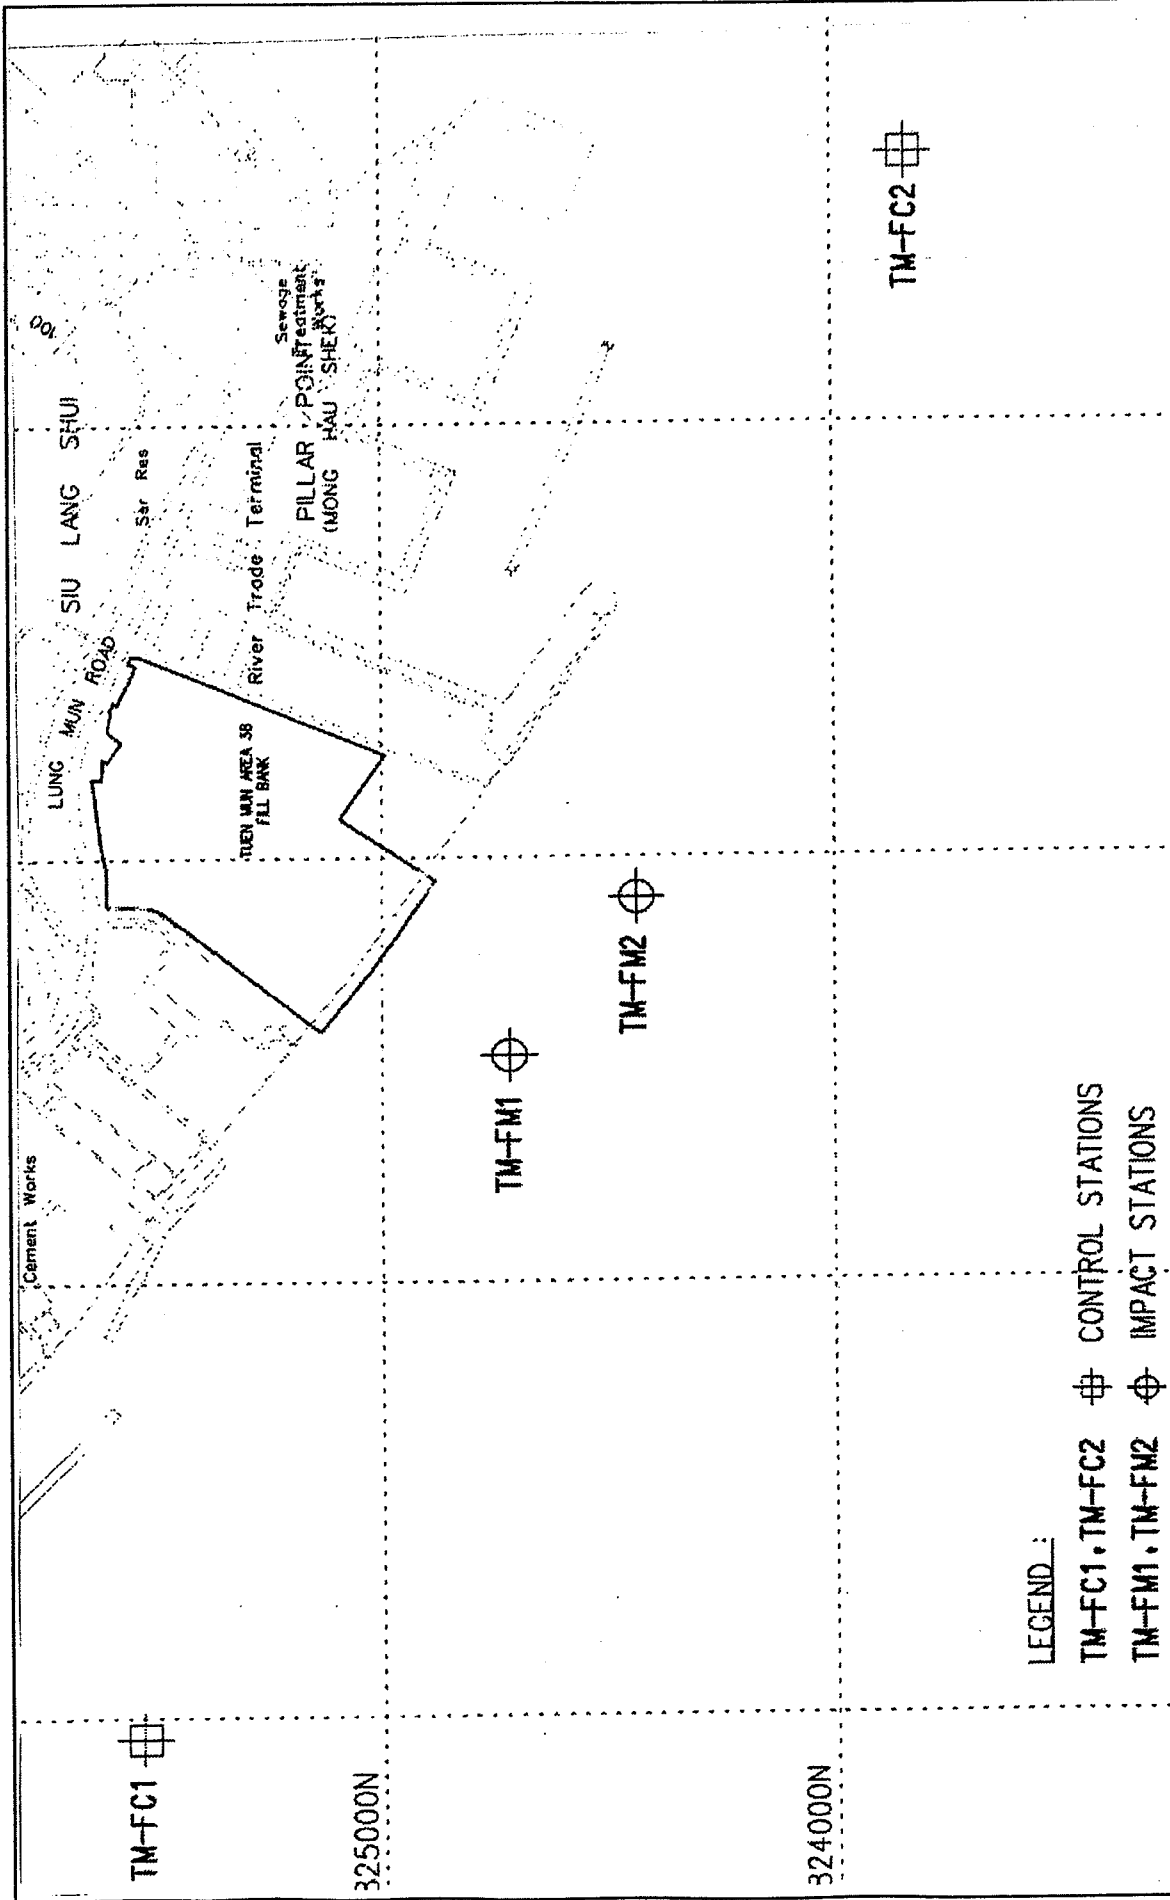 100
SIU LANG SHUI
Ser Res
LUNG MUN ROAD
Sewage
Treatment
Works
PILLAR POINT
(MONG HAU SHEK)
River Trade Terminal
TUEN MUN AREA 38
FILL BANK
Cement Works
TM-FC1
325000N
TM-FM1
TM-FM2
TM-FC2
324000N
LEGEND :
TM-FC1,TM-FC2 CONTROL STATIONS
TM-FM1,TM-FM2 IMPACT STATIONS